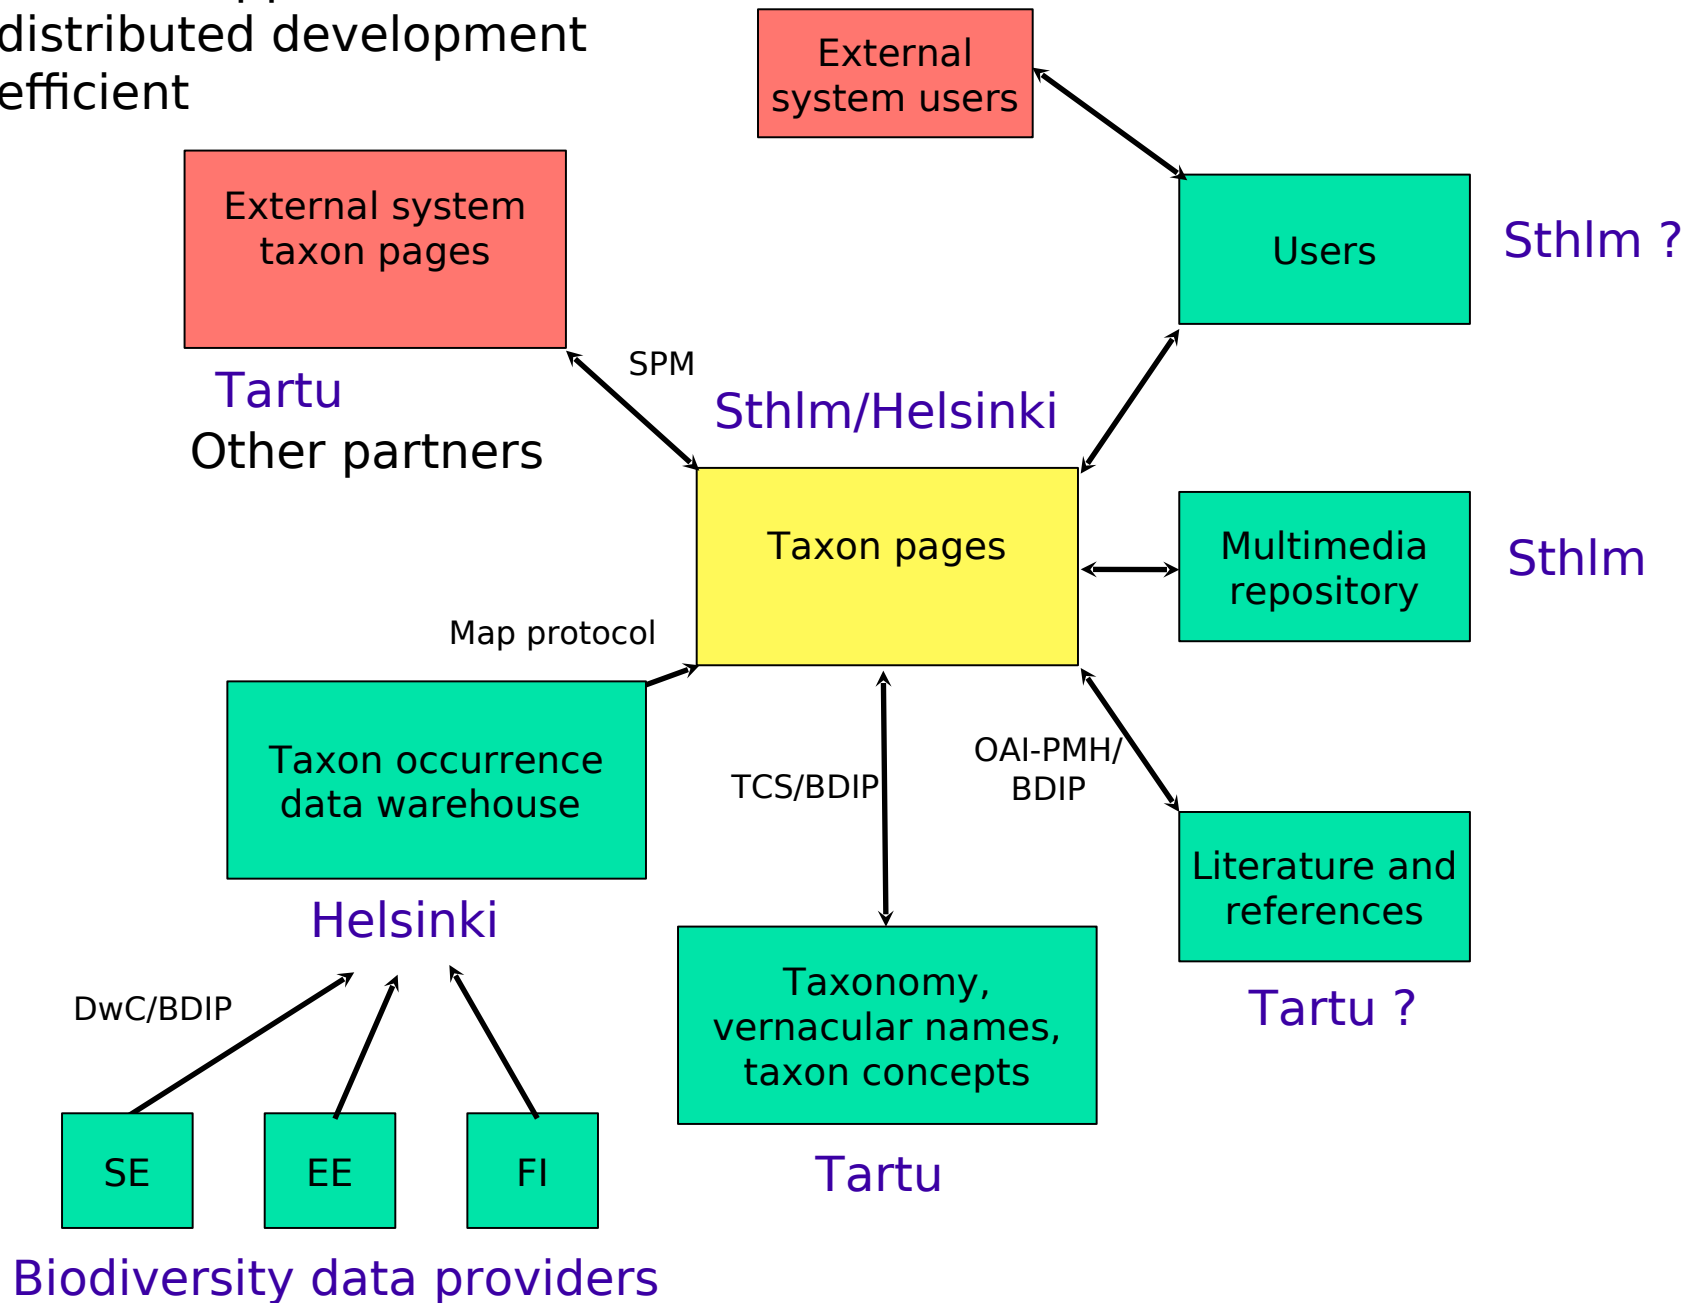 distributed development
efficient
External
system users
External system
taxon pages
Users
Sthlm ?
SPM
Tartu
Other partners
Sthlm/Helsinki
Taxon pages
Multimedia
repository
Sthlm
Map protocol
Taxon occurrence
data warehouse
TCS/BDIP
OAI-PMH/
BDIP
Literature and
references
Helsinki
Tartu ?
DwC/BDIP
Taxonomy,
vernacular names,
taxon concepts
SE
EE
FI
Tartu
Biodiversity data providers